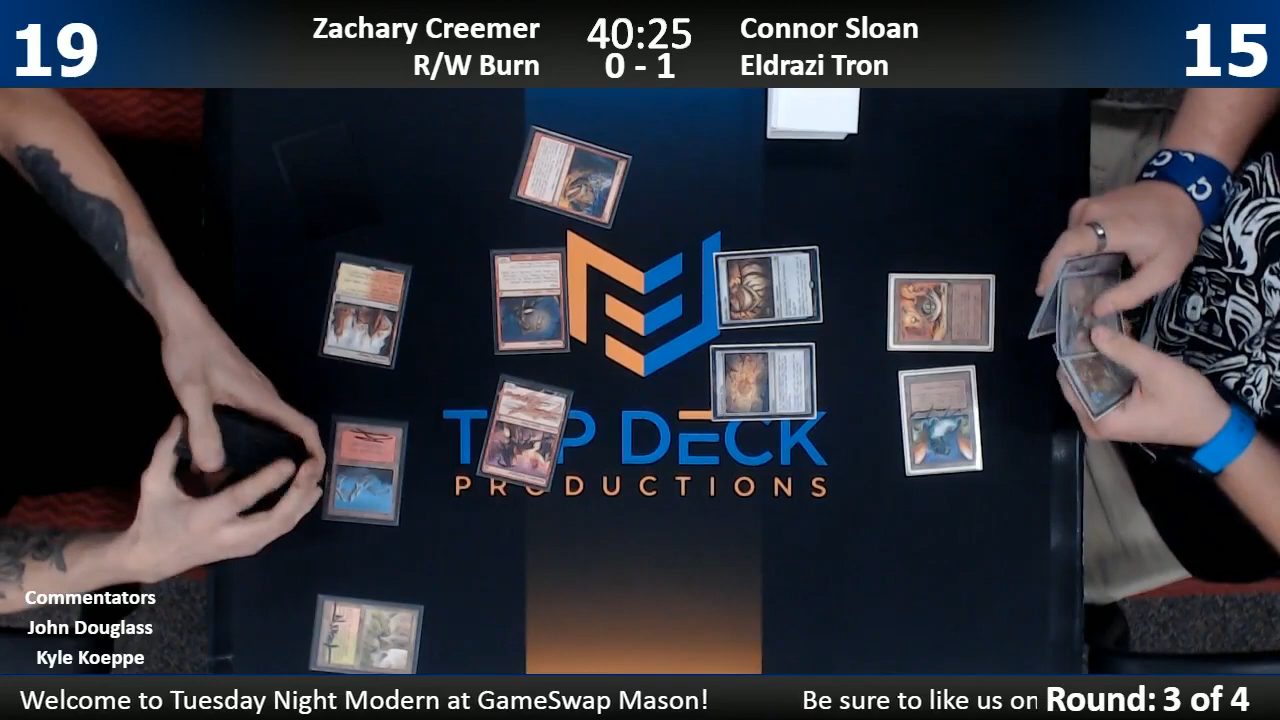 19
Zachary Creemer
R/W Burn
40:25
0 - 1
Connor Sloan
Eldrazi Tron
15
TOP DECK
PRODUCTIONS
Commentators
John Douglass
Kyle Koeppe
Welcome to Tuesday Night Modern at GameSwap Mason!
Be sure to like us on
Round: 3 of 4